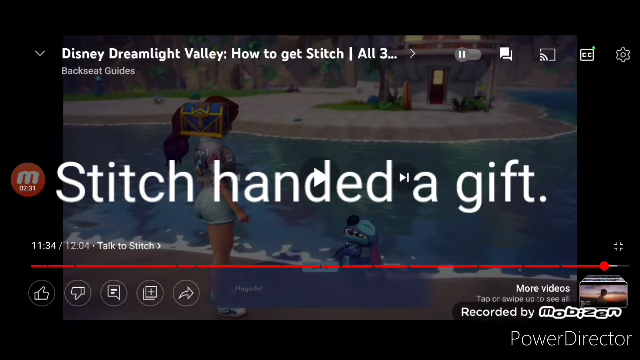 Disney Dreamlight Valley: How to get Stitch | All 3...
Backseat Guides
Stitch handed a gift.
02:31
11:34 / 12:04 · Talk to Stitch
More videos
Tap or swipe up to see all
Recorded by Mobizen
PowerDirector